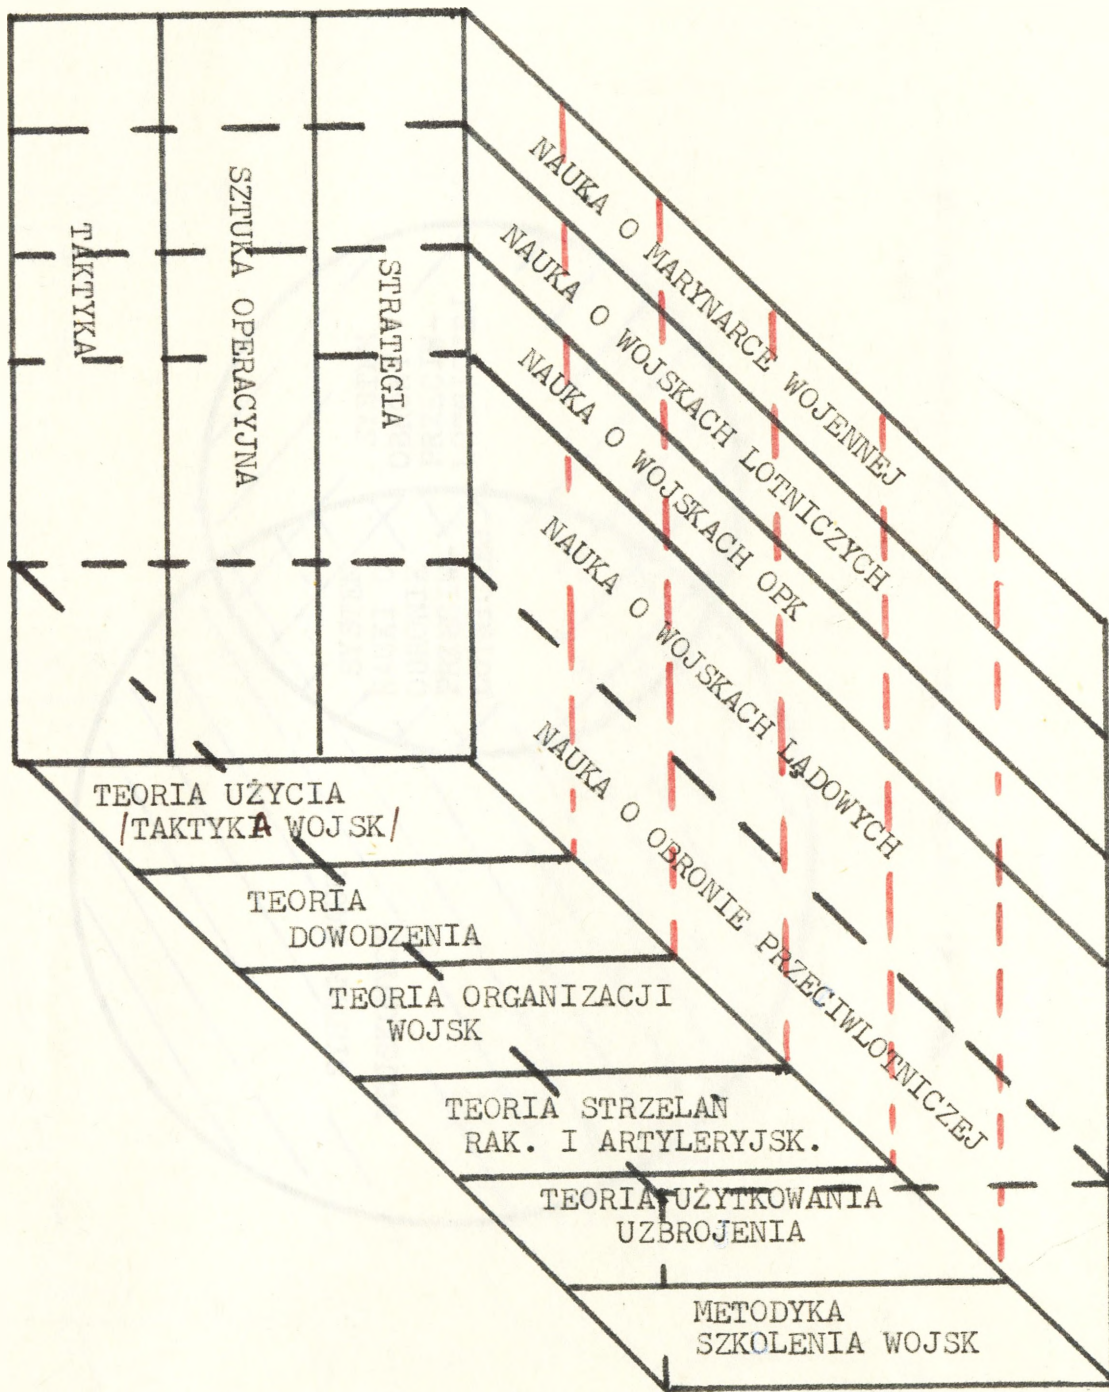 TAKTYKA
SZTUKA OPERACYJNA
STRATEGIA
NAUKA O MARYNARCE WOJENNEJ
NAUKA O WOJSKACH LOTNICZYCH
NAUKA O WOJSKACH OPK
NAUKA O WOJSKACH LĄDOWYCH
NAUKA O OBRONIE PRZECIWLOTNICZEJ
TEORIA UŻYCIA
/TAKTYKA WOJSK/
TEORIA
DOWODZENIA
TEORIA ORGANIZACJI
WOJSK
TEORIA STRZELAŃ
RAK. I ARTYLERYJSK.
TEORIA UŻYTKOWANIA
UZBROJENIA
METODYKA
SZKOLENIA WOJSK